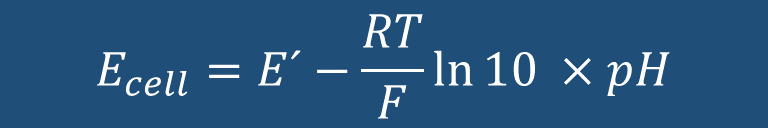 E_cell = E´ − RT/F ln 10 × pH